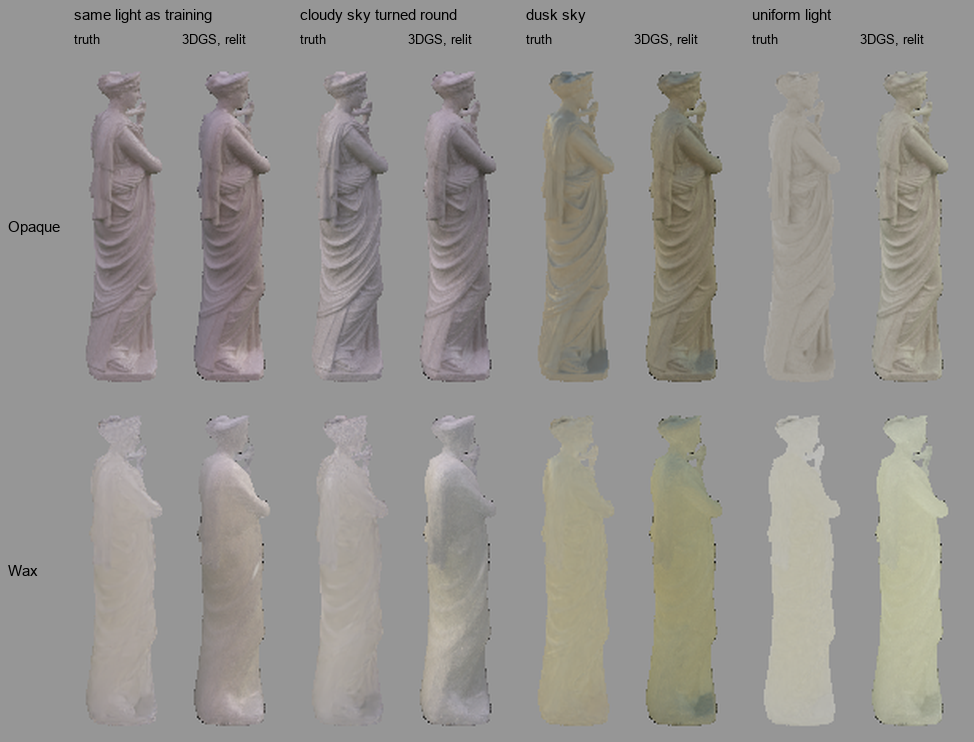 same light as training
cloudy sky turned round
dusk sky
uniform light
truth
3DGS, relit
truth
3DGS, relit
truth
3DGS, relit
truth
3DGS, relit
Opaque
Wax